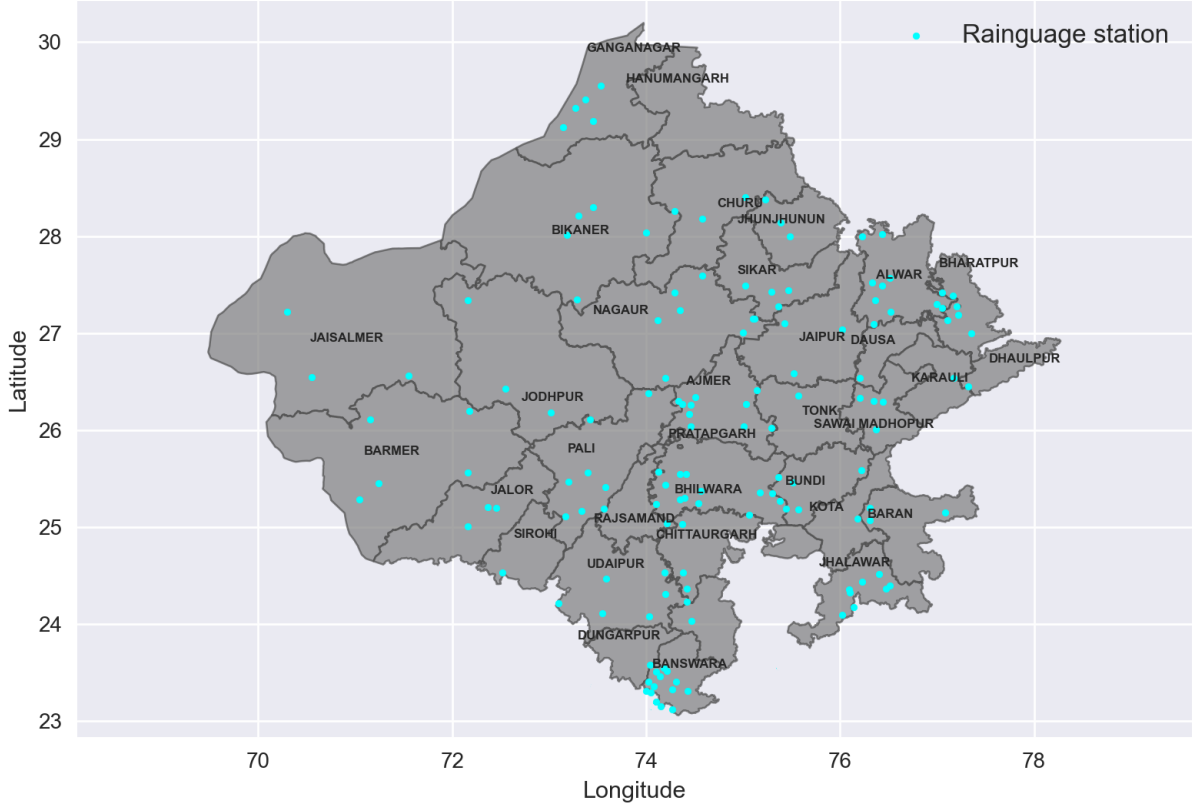 Rainguage station
GANGANAGAR
HANUMANGARH
CHURU
JHUNJHUNUN
BIKANER
SIKAR
ALWAR
BHARATPUR
NAGAUR
JAISALMER
JAIPUR
DAUSA
DHAULPUR
AJMER
KARAULI
JODHPUR
TONK
SAWAI MADHOPUR
PRATAPGARH
BARMER
PALI
JALOR
BHILWARA
BUNDI
KOTA
BARAN
RAJSAMAND
SIROHI
CHITTAURGARH
UDAIPUR
JHALAWAR
DUNGARPUR
BANSWARA
30
29
28
27
26
25
24
23
Latitude
70 72 74 76 78
Longitude